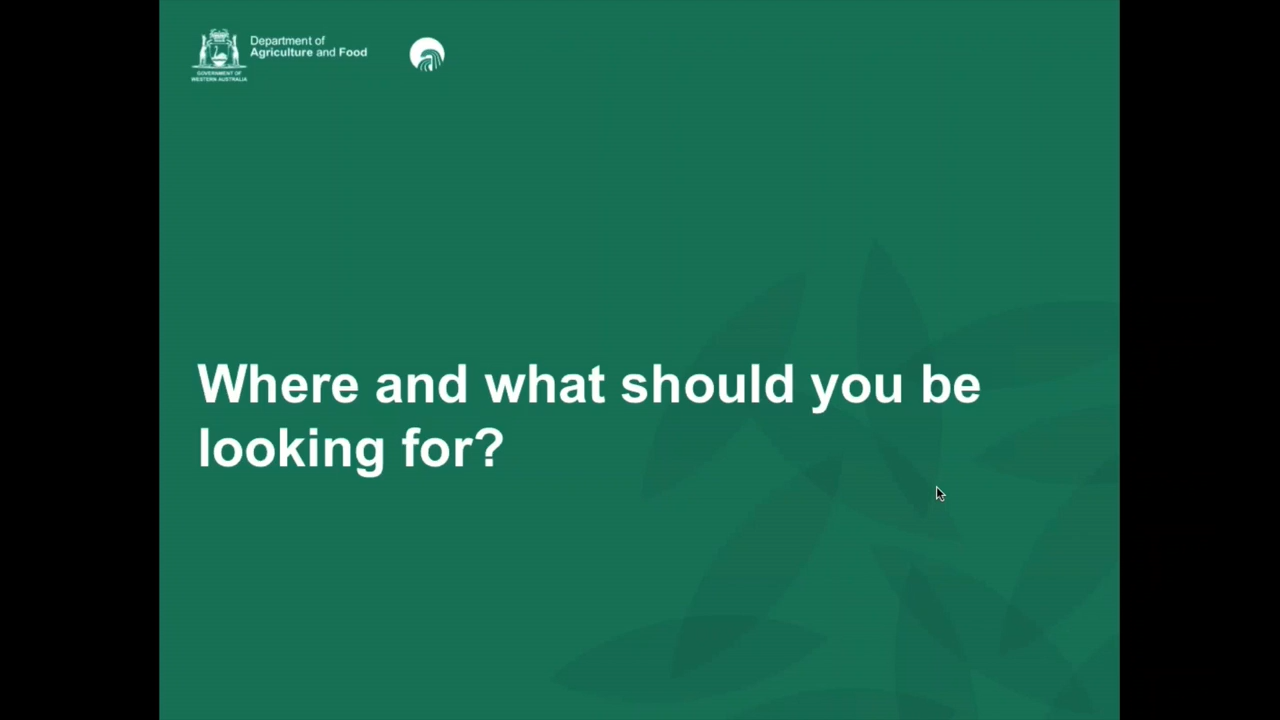 Department of
Agriculture and Food
GOVERNMENT OF
WESTERN AUSTRALIA
Where and what should you be
looking for?